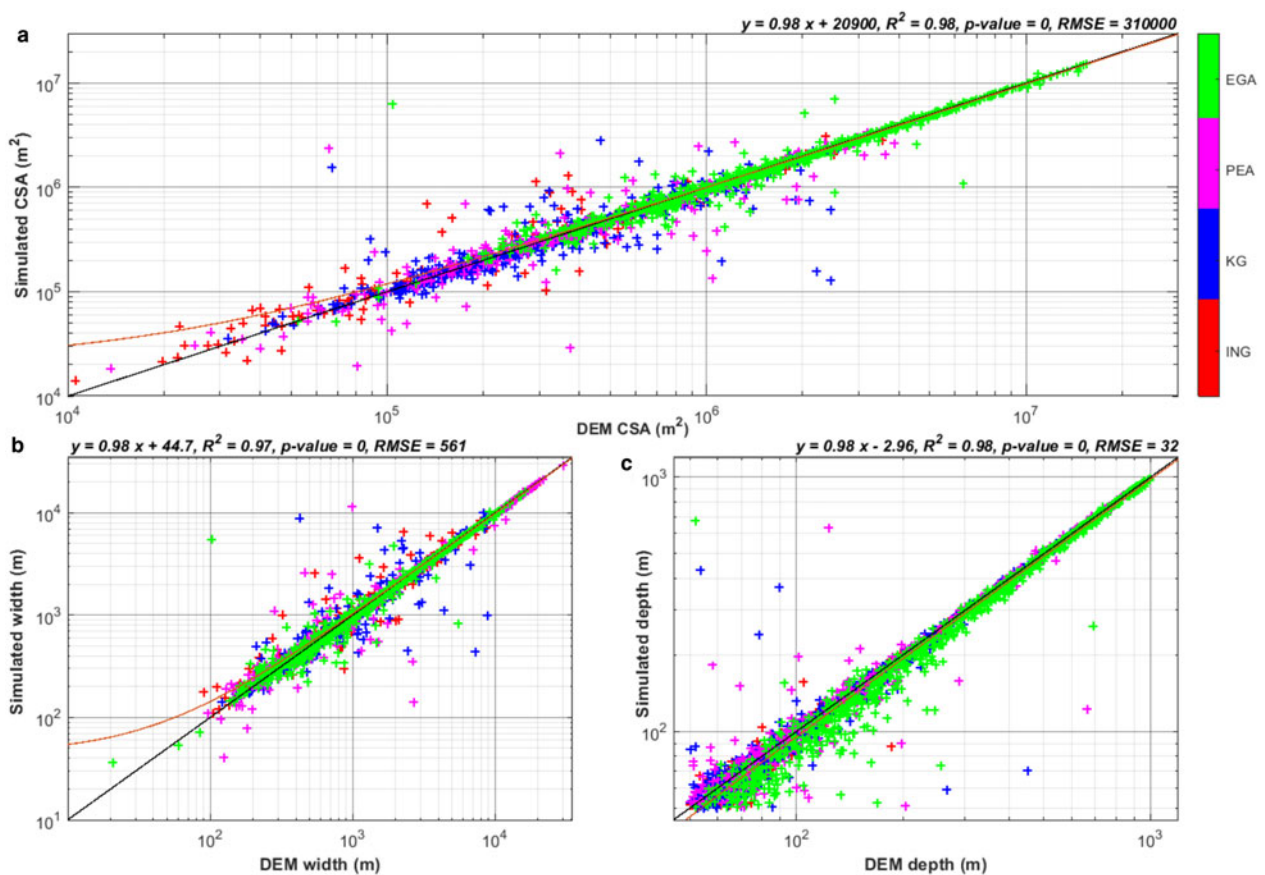 y = 0.98 x + 20900, R² = 0.98, p-value = 0, RMSE = 310000
a
Simulated CSA (m²)
10⁷
10⁶
10⁵
10⁴
10⁴ 10⁵ 10⁶ 10⁷
DEM CSA (m²)
EGA
PEA
KG
ING
b
y = 0.98 x + 44.7, R² = 0.97, p-value = 0, RMSE = 561
Simulated width (m)
10⁴
10³
10²
10¹
10² 10³ 10⁴
DEM width (m)
c
y = 0.98 x - 2.96, R² = 0.98, p-value = 0, RMSE = 32
Simulated depth (m)
10³
10²
10² 10³
DEM depth (m)